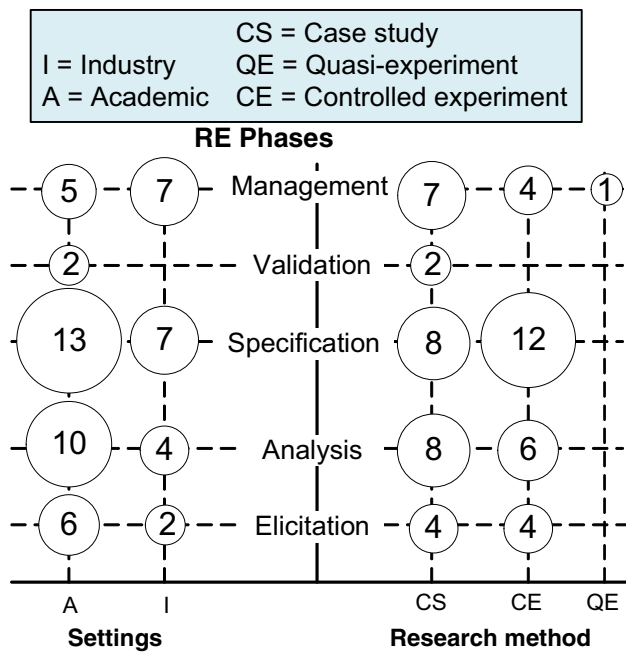 CS = Case study
I = Industry QE = Quasi-experiment
A = Academic CE = Controlled experiment
RE Phases
5 7 Management 7 4 1
2 Validation 2
13 7 Specification 8 12
10 4 Analysis 8 6
6 2 Elicitation 4 4
A I CS CE QE
Settings Research method